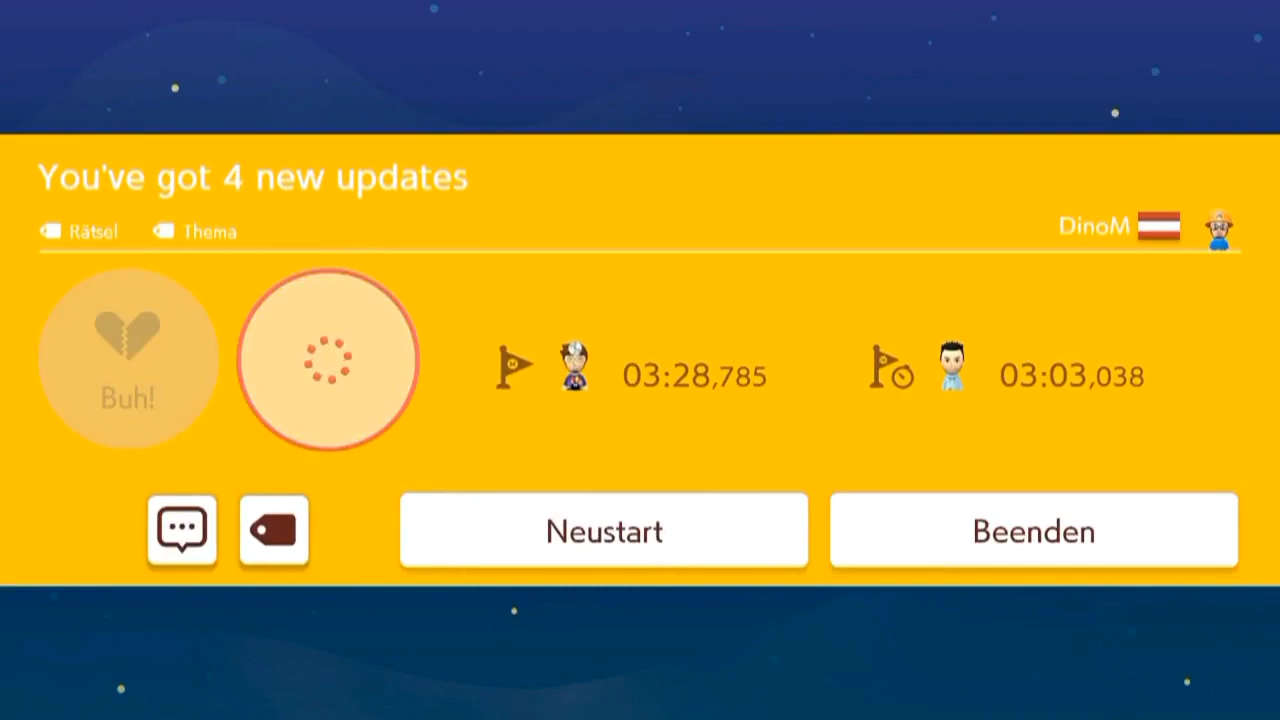 You've got 4 new updates
Rätsel Thema
DinoM
Buh!
03:28,785
03:03,038
Neustart
Beenden